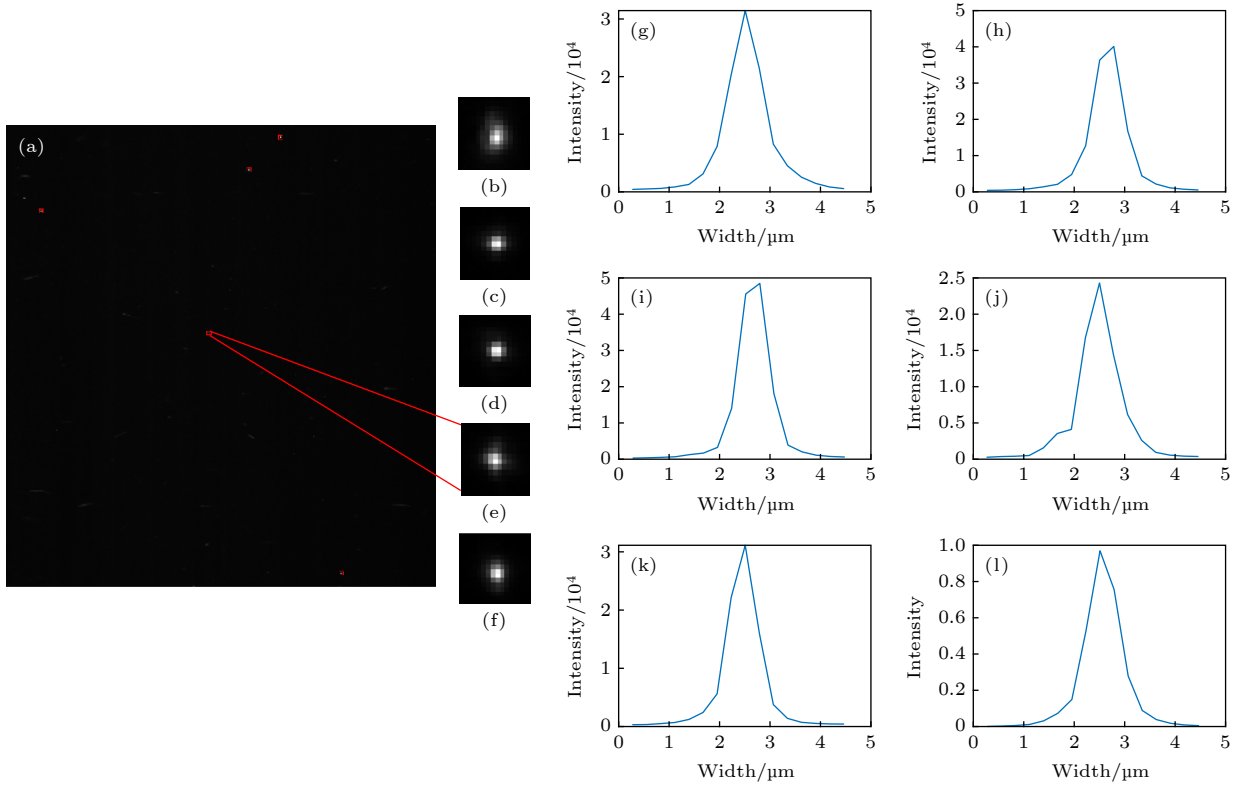 (a)
(b)
(c)
(d)
(e)
(f)
(g)
Intensity/10⁴
3
2
1
0
0 1 2 3 4 5
Width/µm
(h)
Intensity/10⁴
5
4
3
2
1
0
0 1 2 3 4 5
Width/µm
(i)
Intensity/10⁴
5
4
3
2
1
0
0 1 2 3 4 5
Width/µm
(j)
Intensity/10⁴
2.5
2.0
1.5
1.0
0.5
0
0 1 2 3 4 5
Width/µm
(k)
Intensity/10⁴
3
2
1
0
0 1 2 3 4 5
Width/µm
(l)
Intensity
1.0
0.8
0.6
0.4
0.2
0
0 1 2 3 4 5
Width/µm